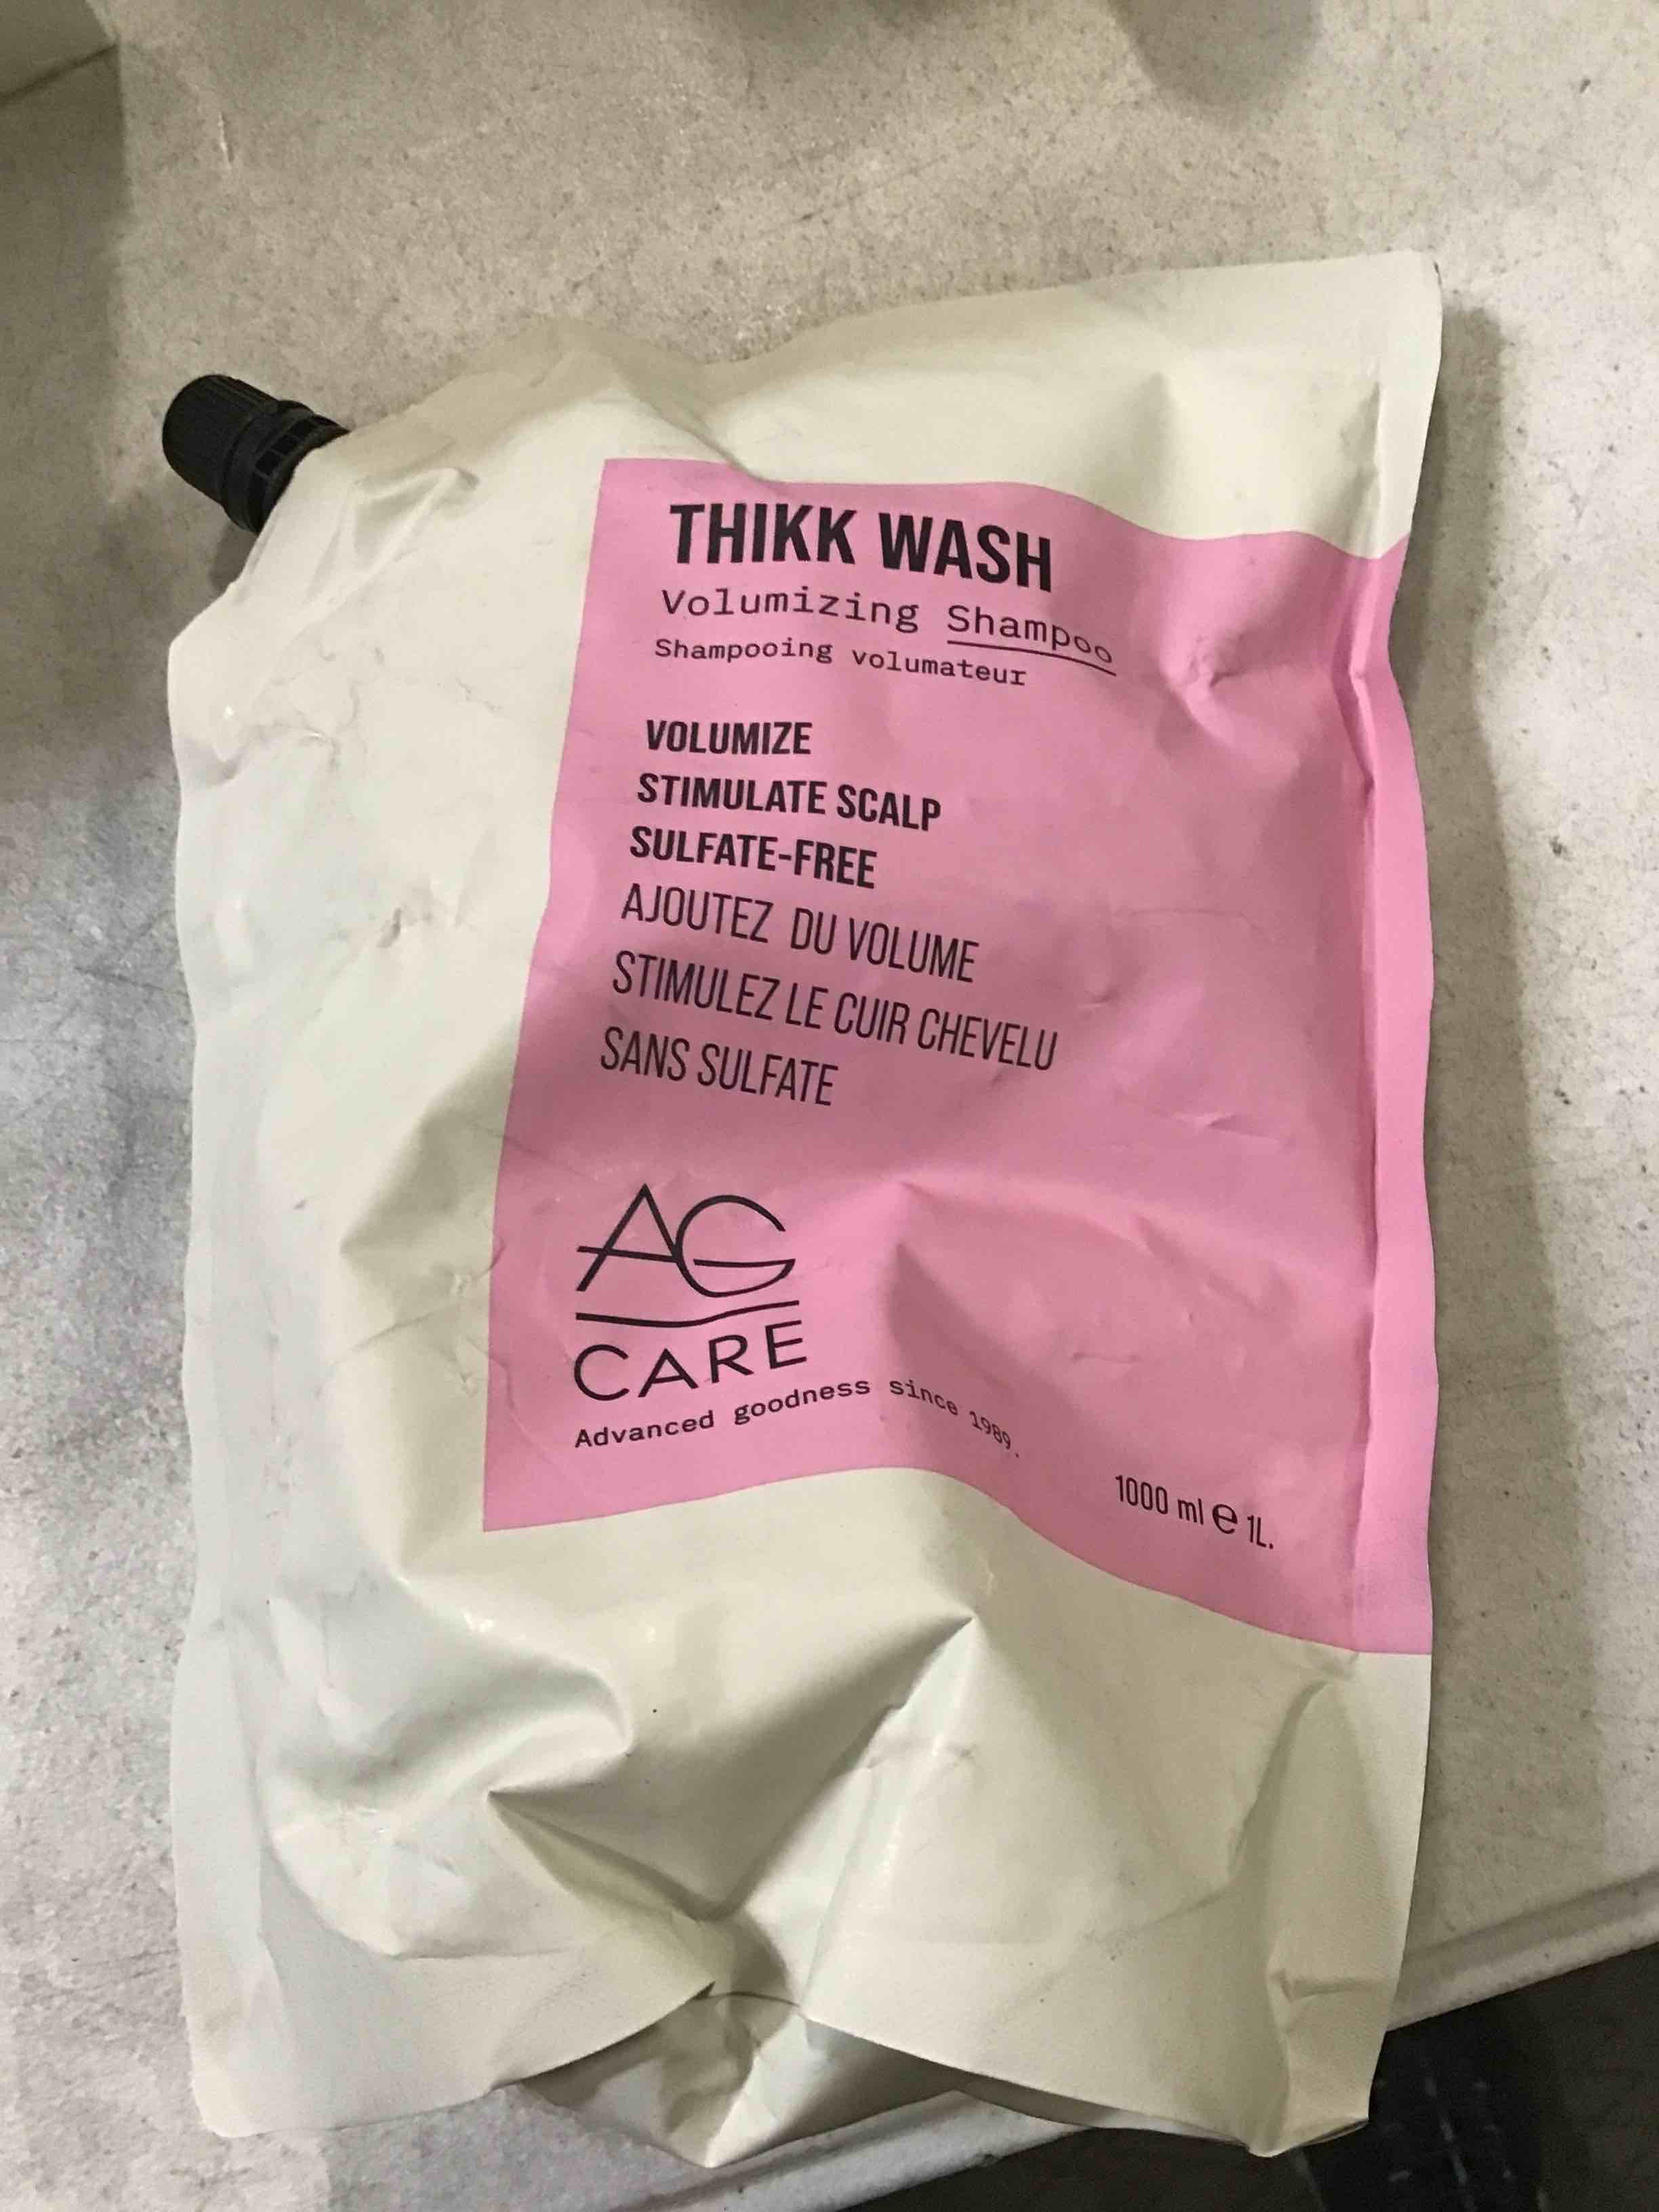 THIKK WASH
Volumizing Shampoo
Shampooing volumateur
VOLUMIZE
STIMULATE SCALP
SULFATE-FREE
AJOUTEZ DU VOLUME
STIMULEZ LE CUIR CHEVELU
SANS SULFATE
AG
CARE
Advanced goodness since 1989.
1000 ml ℮ 1L.